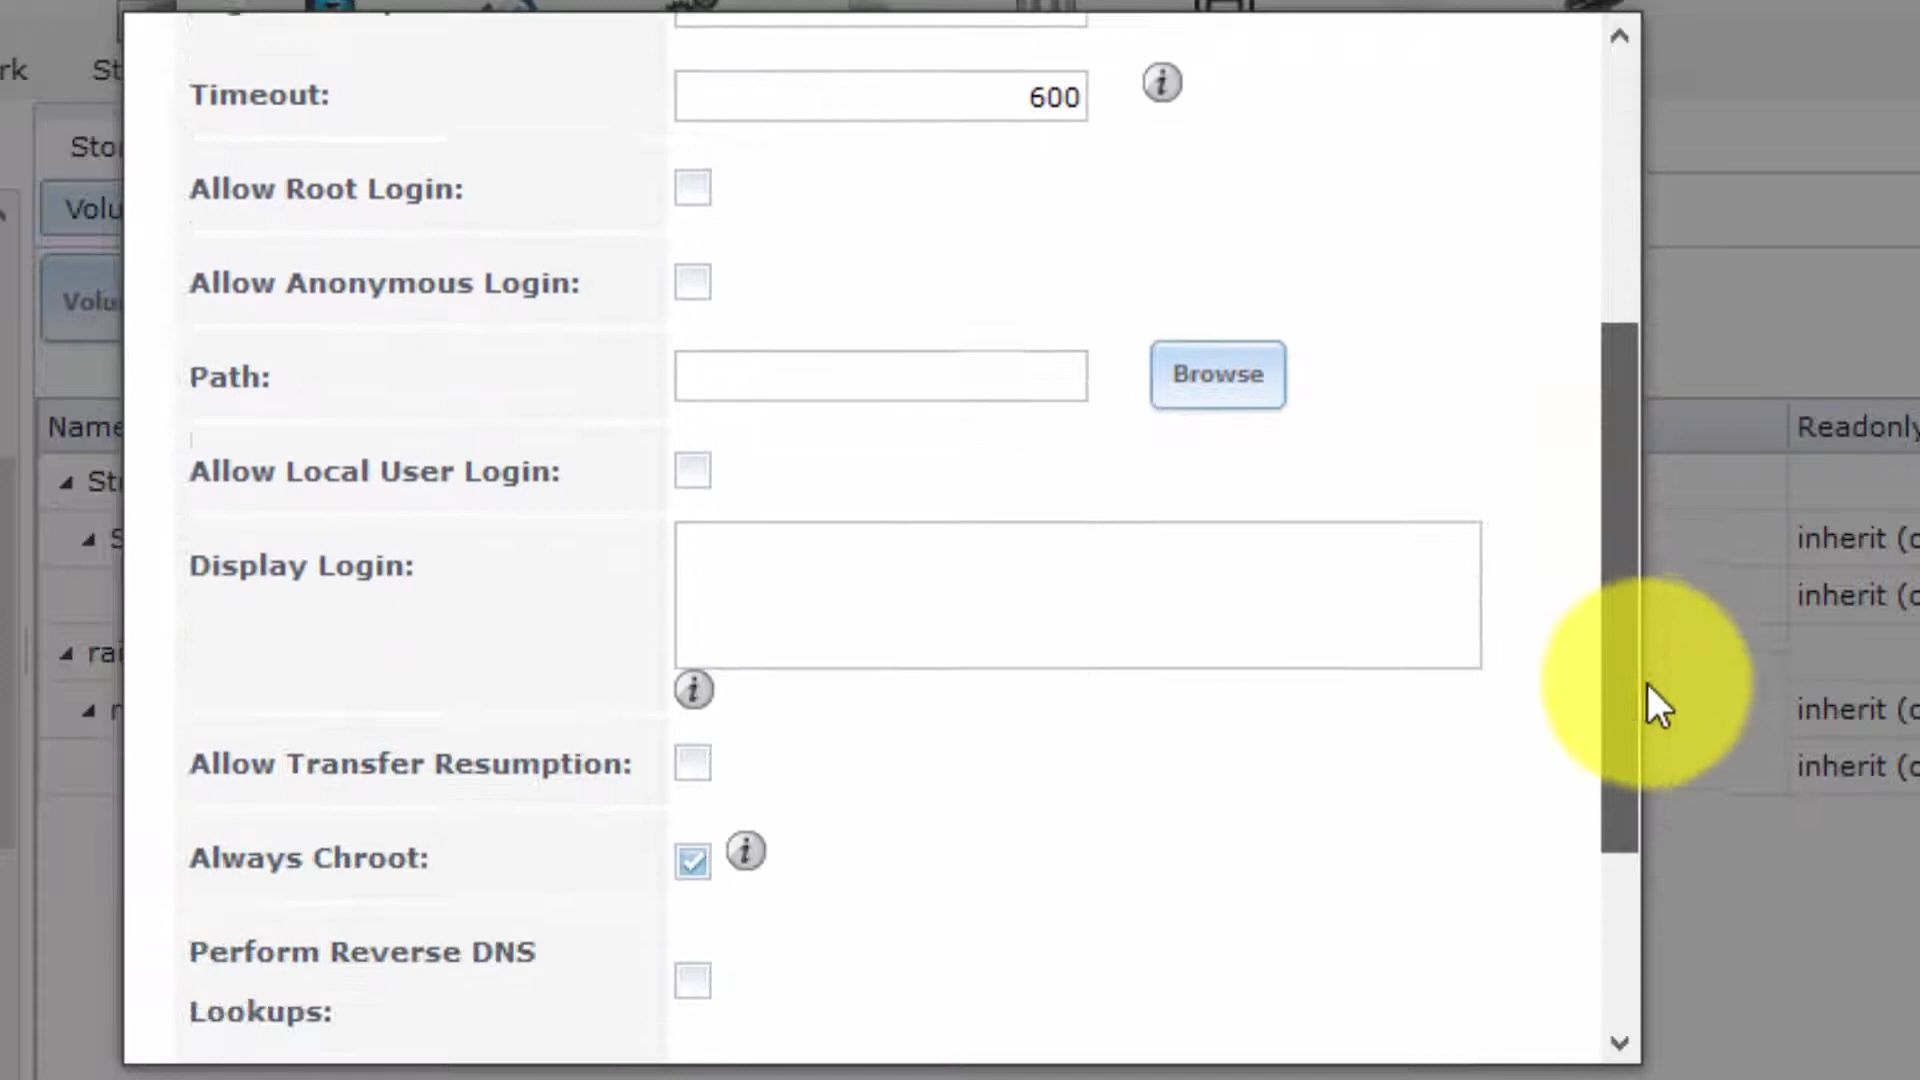 rk St
Timeout: 600
Sto
Allow Root Login:
Volu
Allow Anonymous Login:
Volu
Path: Browse
Name Readonly
Allow Local User Login:
St
S inherit (o
Display Login:
inherit (o
rai
r inherit (o
Allow Transfer Resumption:
inherit (o
Always Chroot:
Perform Reverse DNS
Lookups: